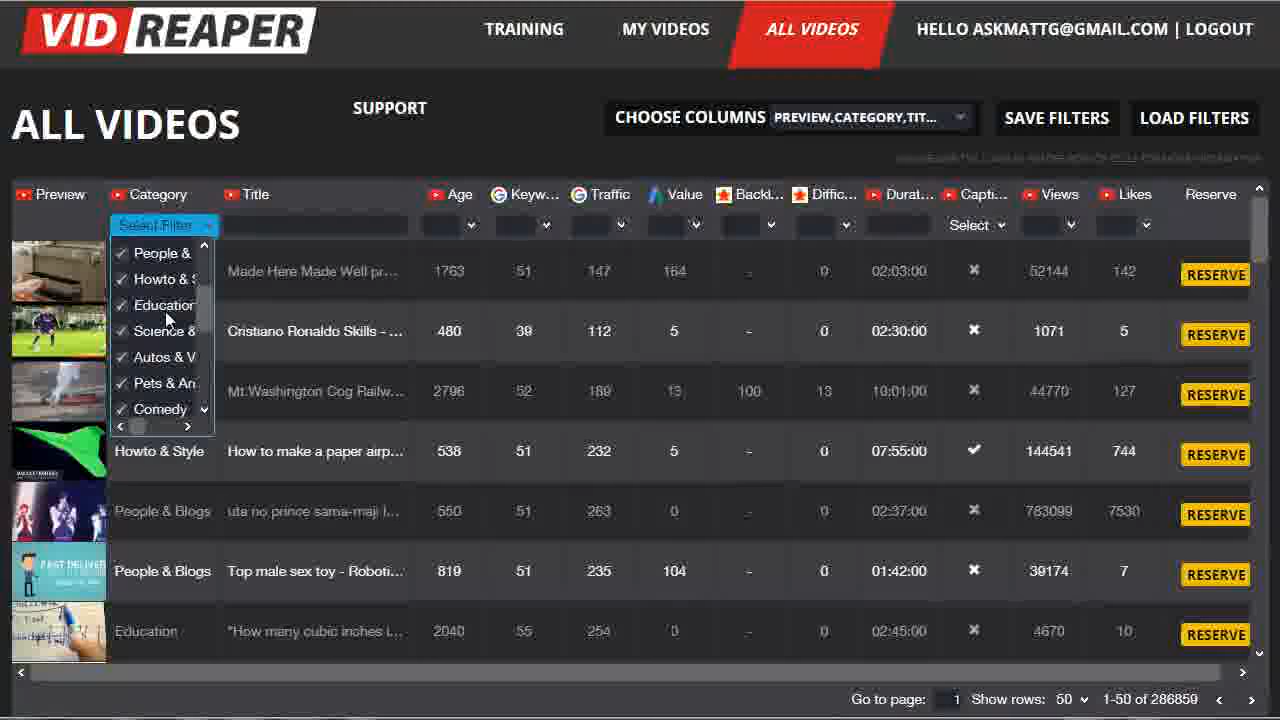 VID REAPER
TRAINING
MY VIDEOS
ALL VIDEOS
HELLO ASKMATTG@GMAIL.COM | LOGOUT
ALL VIDEOS
SUPPORT
CHOOSE COLUMNS PREVIEW,CATEGORY,TIT...
SAVE FILTERS
LOAD FILTERS
Preview Category Title Age Keyw... Traffic Value Backl... Diffic... Durat... Capti... Views Likes Reserve
Select Filter
Select
People &
Howto & S
Education
Science &
Autos & V
Pets & An
Comedy
Made Here Made Well pr... 1763 51 147 164 - 0 02:03:00 52144 142 RESERVE
Cristiano Ronaldo Skills - ... 480 39 112 5 - 0 02:30:00 1071 5 RESERVE
Mt.Washington Cog Railw... 2796 52 189 13 100 13 10:01:00 44770 127 RESERVE
Howto & Style How to make a paper airp... 538 51 232 5 - 0 07:55:00 144541 744 RESERVE
People & Blogs uta no prince sama-maji l... 550 51 263 0 - 0 02:37:00 783099 7530 RESERVE
FAST DELIVER
People & Blogs Top male sex toy - Roboti... 819 51 235 104 - 0 01:42:00 39174 7 RESERVE
Education "How many cubic inches i... 2040 55 254 0 - 0 02:45:00 4670 10 RESERVE
Go to page: 1 Show rows: 50 1-50 of 286859